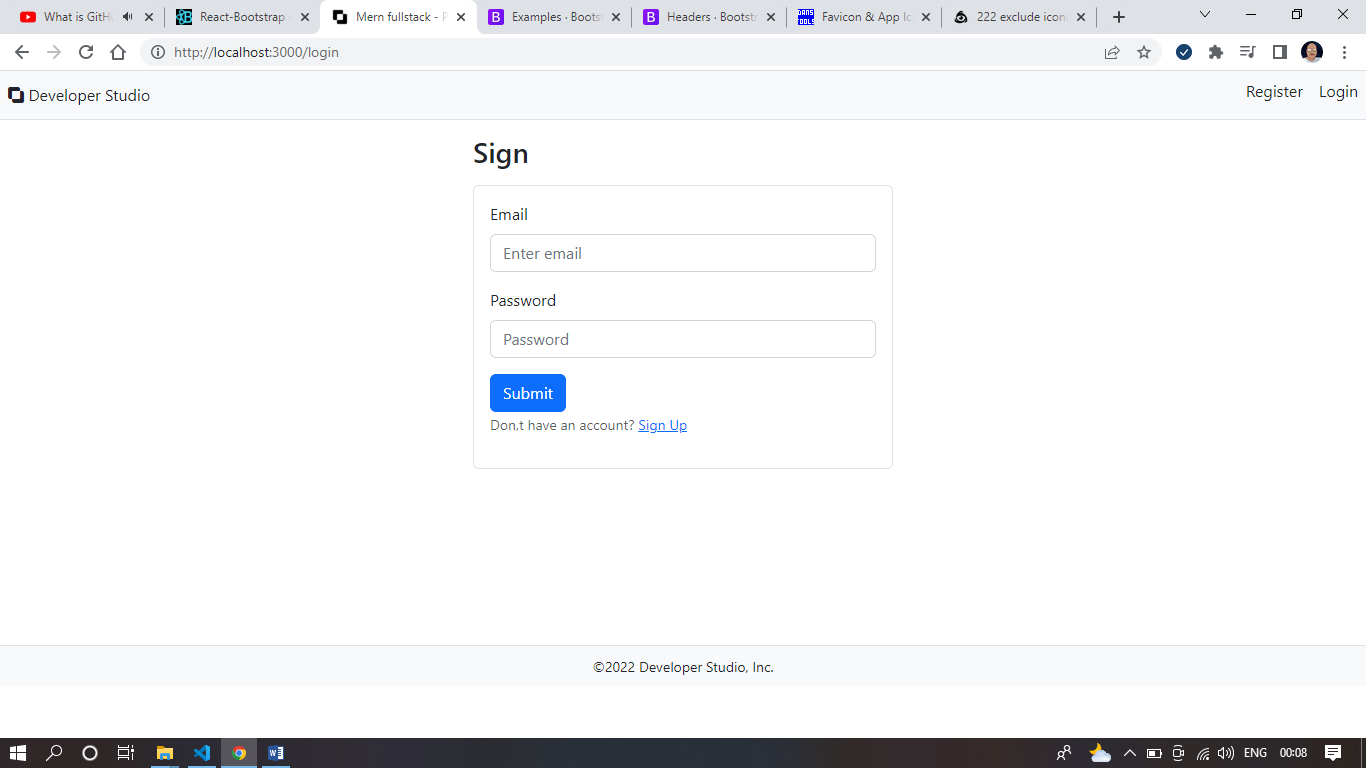 What is GitH
React-Bootstrap
Mern fullstack - P
Examples · Boots
Headers · Bootst
Favicon & App Ic
222 exclude icon
http://localhost:3000/login
Developer Studio
Register
Login
Sign
Email
Enter email
Password
Password
Submit
Don,t have an account? Sign Up
©2022 Developer Studio, Inc.
ENG
00:08